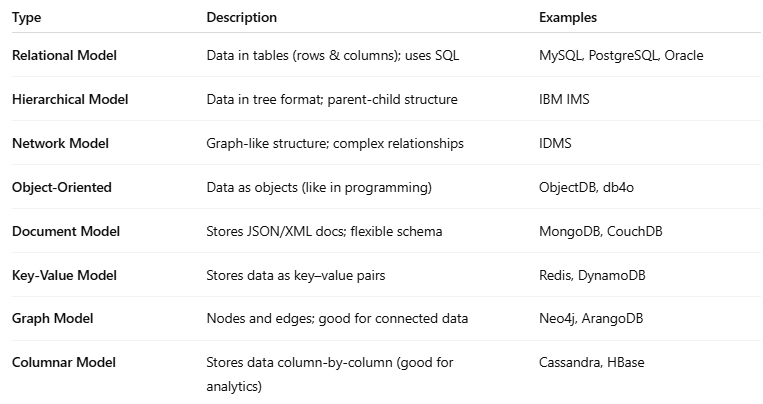 Type Description Examples
Relational Model Data in tables (rows & columns); uses SQL MySQL, PostgreSQL, Oracle
Hierarchical Model Data in tree format; parent-child structure IBM IMS
Network Model Graph-like structure; complex relationships IDMS
Object-Oriented Data as objects (like in programming) ObjectDB, db4o
Document Model Stores JSON/XML docs; flexible schema MongoDB, CouchDB
Key-Value Model Stores data as key–value pairs Redis, DynamoDB
Graph Model Nodes and edges; good for connected data Neo4j, ArangoDB
Columnar Model Stores data column-by-column (good for Cassandra, HBase
analytics)